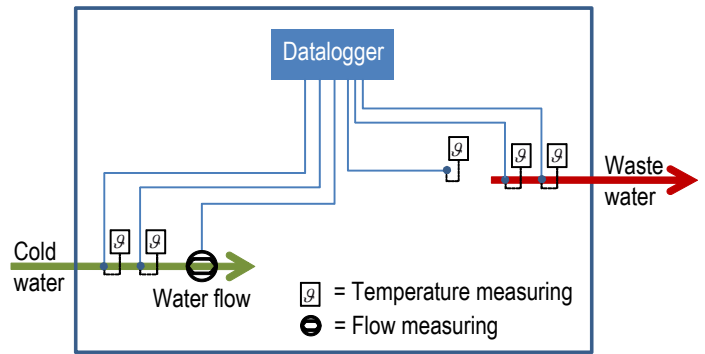 Datalogger
ϑ
ϑ ϑ
Waste
water
ϑ ϑ
Cold
water
Water flow
ϑ = Temperature measuring
= Flow measuring